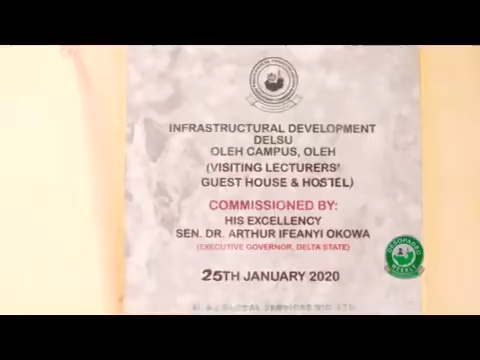 INFRASTRUCTURAL DEVELOPMENT
DELSU
OLEH CAMPUS, OLEH
(VISITING LECTURERS'
GUEST HOUSE & HOSTEL)
COMMISSIONED BY:
HIS EXCELLENCY
SEN. DR. ARTHUR IFEANYI OKOWA
(EXECUTIVE GOVERNOR, DELTA STATE)
25TH JANUARY 2020
WEEKLY